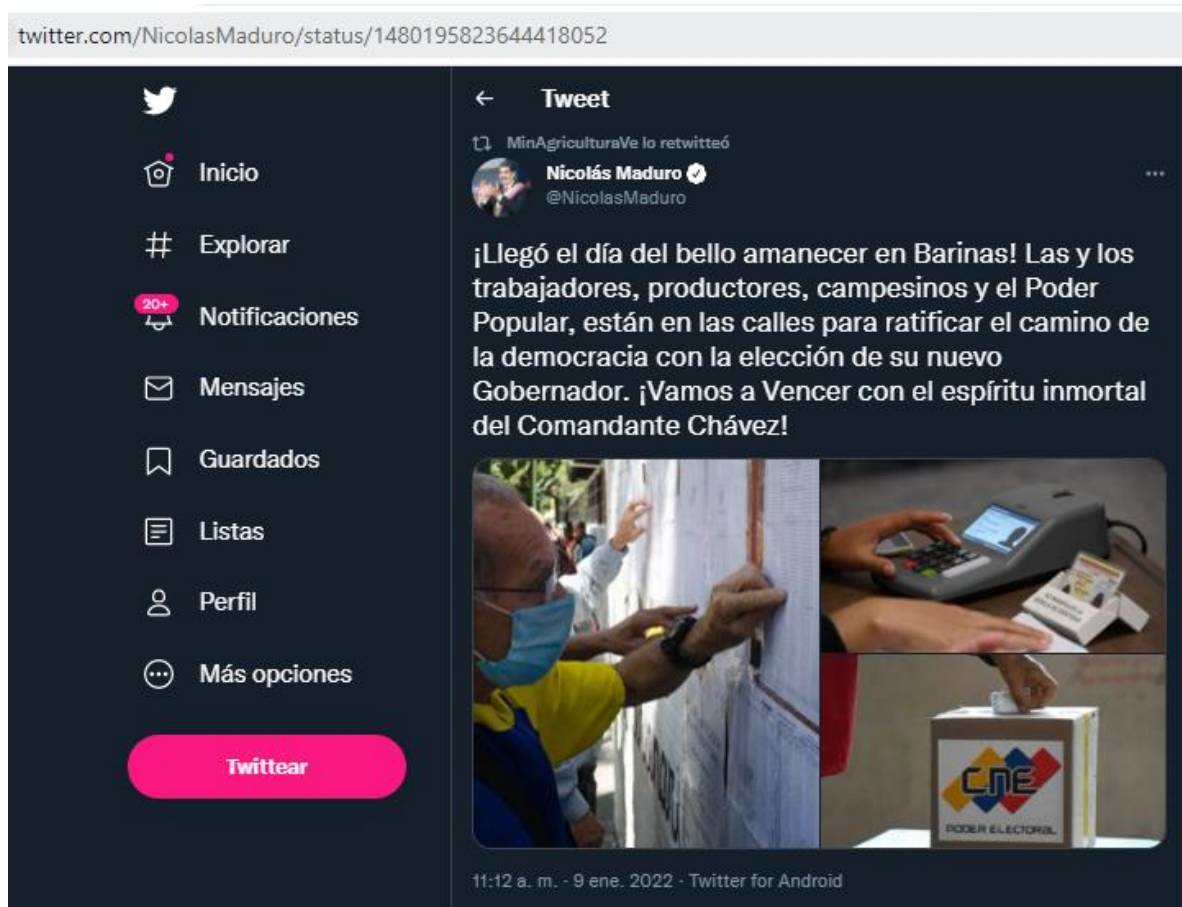 twitter.com/NicolasMaduro/status/1480195823644418052
Inicio
Explorar
20+
Notificaciones
Mensajes
Guardados
Listas
Perfil
Más opciones
Twittear
Tweet
MinAgriculturaVe lo retwitteó
Nicolás Maduro
@NicolasMaduro
¡Llegó el día del bello amanecer en Barinas! Las y los
trabajadores, productores, campesinos y el Poder
Popular, están en las calles para ratificar el camino de
la democracia con la elección de su nuevo
Gobernador. ¡Vamos a Vencer con el espíritu inmortal
del Comandante Chávez!
CNE
PODER ELECTORAL
11:12 a. m. · 9 ene. 2022 · Twitter for Android